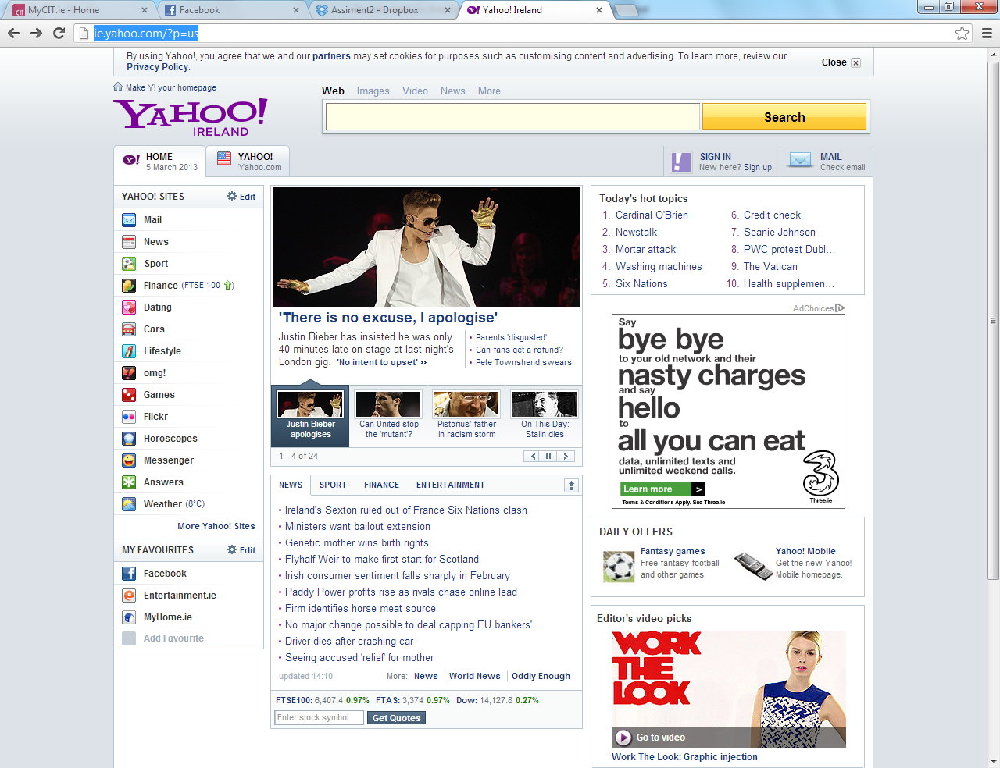 MyCIT.ie - Home
Facebook
Assiment2 - Dropbox
Yahoo! Ireland
ie.yahoo.com/?p=us
By using Yahoo!, you agree that we and our partners may set cookies for purposes such as customising content and advertising. To learn more, review our
Privacy Policy.
Close
Make Y! your homepage
YAHOO!
IRELAND
Web Images Video News More
Search
HOME
5 March 2013
YAHOO!
Yahoo.com
SIGN IN
New here? Sign up
MAIL
Check email
YAHOO! SITES
Edit
Mail
News
Sport
Finance (FTSE 100 )
Dating
Cars
Lifestyle
omg!
Games
Flickr
Horoscopes
Messenger
Answers
Weather (8°C)
More Yahoo! Sites
MY FAVOURITES
Edit
Facebook
Entertainment.ie
MyHome.ie
Add Favourite
'There is no excuse, I apologise'
Justin Bieber has insisted he was only
40 minutes late on stage at last night's
London gig. 'No intent to upset' ››
• Parents 'disgusted'
• Can fans get a refund?
• Pete Townshend swears
Justin Bieber
apologises
Can United stop
the 'mutant'?
Pistorius' father
in racism storm
On This Day:
Stalin dies
1 - 4 of 24
NEWS SPORT FINANCE ENTERTAINMENT
• Ireland's Sexton ruled out of France Six Nations clash
• Ministers want bailout extension
• Genetic mother wins birth rights
• Flyhalf Weir to make first start for Scotland
• Irish consumer sentiment falls sharply in February
• Paddy Power profits rise as rivals chase online lead
• Firm identifies horse meat source
• No major change possible to deal capping EU bankers'...
• Driver dies after crashing car
• Seeing accused 'relief' for mother
updated 14:10
More: News World News Oddly Enough
FTSE100: 6,407.4 0.97% FTAS: 3,374 0.97% Dow: 14,127.8 0.27%
Enter stock symbol
Get Quotes
Today's hot topics
1. Cardinal O'Brien
2. Newstalk
3. Mortar attack
4. Washing machines
5. Six Nations
6. Credit check
7. Seanie Johnson
8. PWC protest Dubl...
9. The Vatican
10. Health supplemen...
AdChoices
Say
bye bye
to your old network and their
nasty charges
and say
hello
to
all you can eat
data, unlimited texts and
unlimited weekend calls.
Learn more >
Terms & Conditions Apply. See Three.ie
3
Three.ie
DAILY OFFERS
Fantasy games
Free fantasy football
and other games
Yahoo! Mobile
Get the new Yahoo!
Mobile homepage.
Editor's video picks
WORK
THE
LOOK
Go to video
Work The Look: Graphic injection